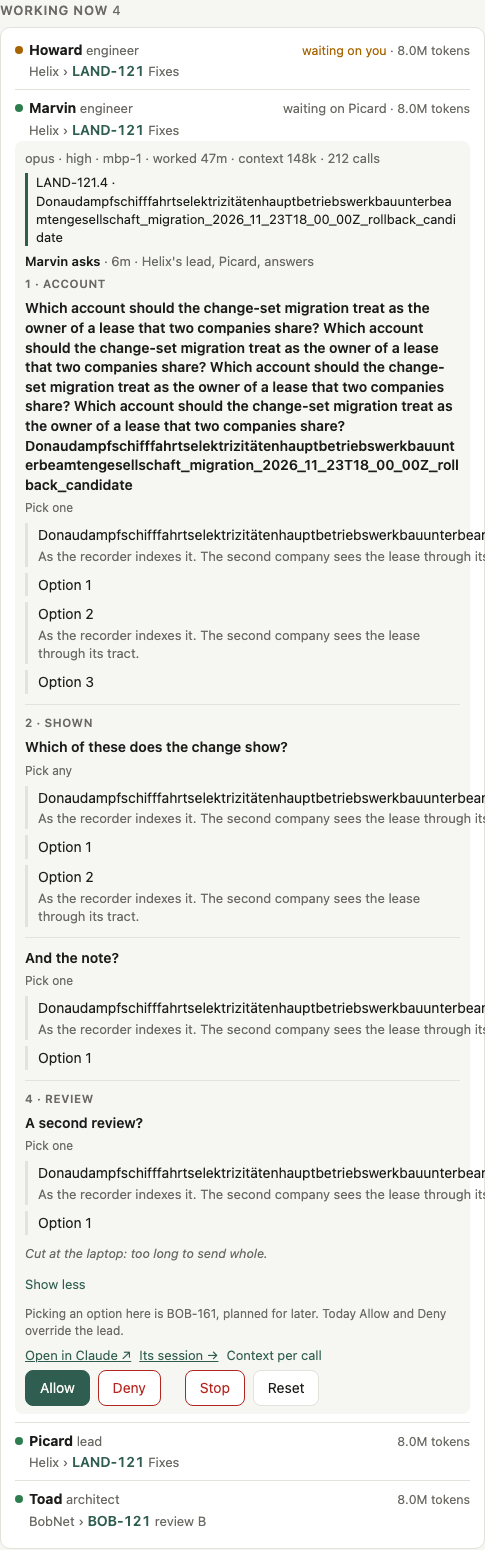 WORKING NOW 4
Howard engineer waiting on you · 8.0M tokens
Helix › LAND-121 Fixes
Marvin engineer waiting on Picard · 8.0M tokens
Helix › LAND-121 Fixes
opus · high · mbp-1 · worked 47m · context 148k · 212 calls
LAND-121.4 ·
Donaudampfschifffahrtselektrizitätenhauptbetriebswerkbauunterbea
mtengesellschaft_migration_2026_11_23T18_00_00Z_rollback_candi
date
Marvin asks · 6m · Helix's lead, Picard, answers
1 · ACCOUNT
Which account should the change-set migration treat as the
owner of a lease that two companies share? Which account
should the change-set migration treat as the owner of a lease
that two companies share? Which account should the change-
set migration treat as the owner of a lease that two companies
share? Which account should the change-set migration treat as
the owner of a lease that two companies share?
Donaudampfschifffahrtselektrizitätenhauptbetriebswerkbauunt
erbeamtengesellschaft_migration_2026_11_23T18_00_00Z_roll
back_candidate
Pick one
Donaudampfschifffahrtselektrizitätenhauptbetriebswerkbauunterbear
As the recorder indexes it. The second company sees the lease through its
Option 1
Option 2
As the recorder indexes it. The second company sees the lease
through its tract.
Option 3
2 · SHOWN
Which of these does the change show?
Pick any
Donaudampfschifffahrtselektrizitätenhauptbetriebswerkbauunterbear
As the recorder indexes it. The second company sees the lease through its
Option 1
Option 2
As the recorder indexes it. The second company sees the lease
through its tract.
And the note?
Pick one
Donaudampfschifffahrtselektrizitätenhauptbetriebswerkbauunterbear
As the recorder indexes it. The second company sees the lease through its
Option 1
4 · REVIEW
A second review?
Pick one
Donaudampfschifffahrtselektrizitätenhauptbetriebswerkbauunterbear
As the recorder indexes it. The second company sees the lease through its
Option 1
Cut at the laptop: too long to send whole.
Show less
Picking an option here is BOB-161, planned for later. Today Allow and Deny
override the lead.
Open in Claude ↗ Its session → Context per call
Allow Deny Stop Reset
Picard lead 8.0M tokens
Helix › LAND-121 Fixes
Toad architect 8.0M tokens
BobNet › BOB-121 review B